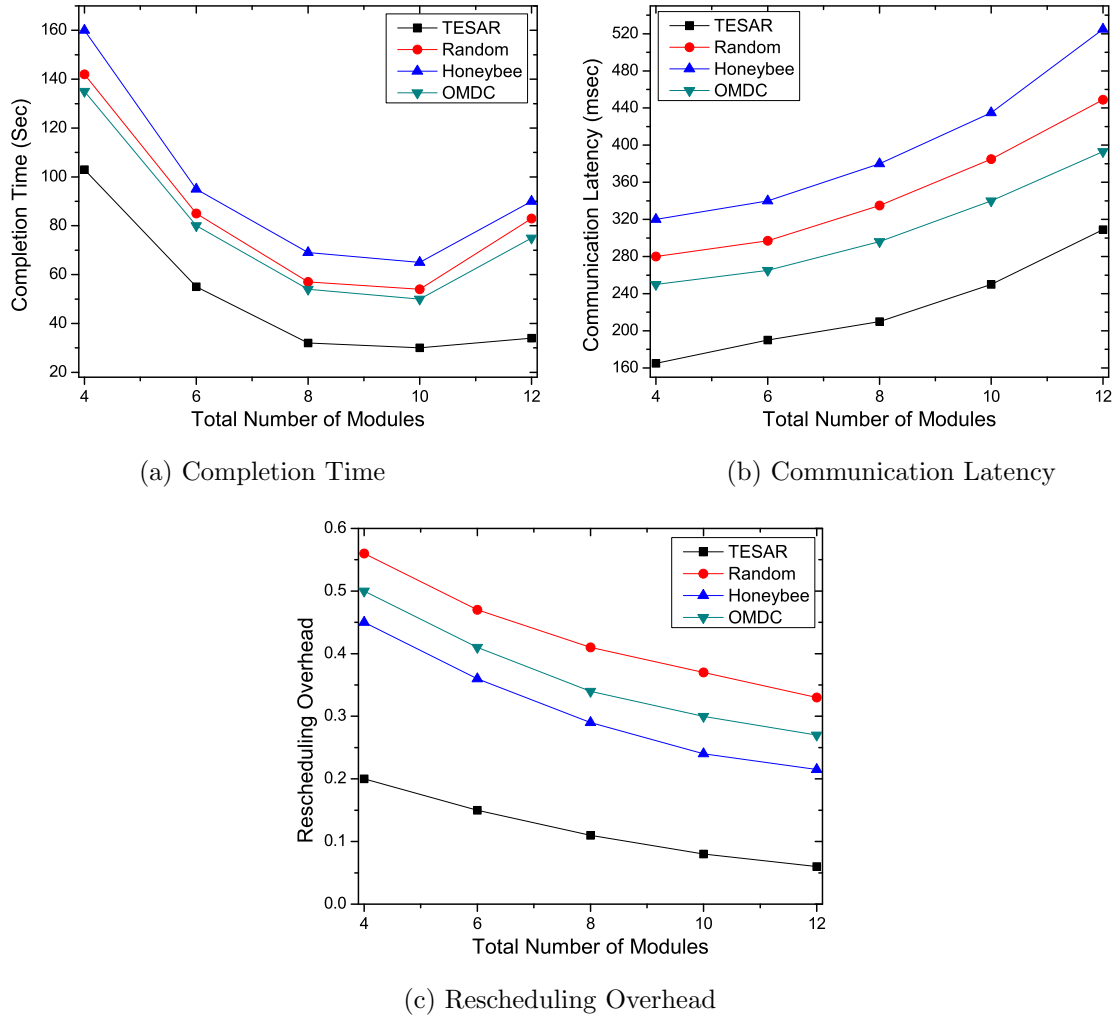 160
140
120
100
80
60
40
20
Completion Time (Sec)
TESAR
Random
Honeybee
OMDC
4
6
8
10
12
Total Number of Modules
(a) Completion Time
520
480
440
400
360
320
280
240
200
160
Communication Latency (msec)
TESAR
Random
Honeybee
OMDC
4
6
8
10
12
Total Number of Modules
(b) Communication Latency
0.6
0.5
0.4
0.3
0.2
0.1
0.0
Rescheduling Overhead
TESAR
Random
Honeybee
OMDC
4
6
8
10
12
Total Number of Modules
(c) Rescheduling Overhead